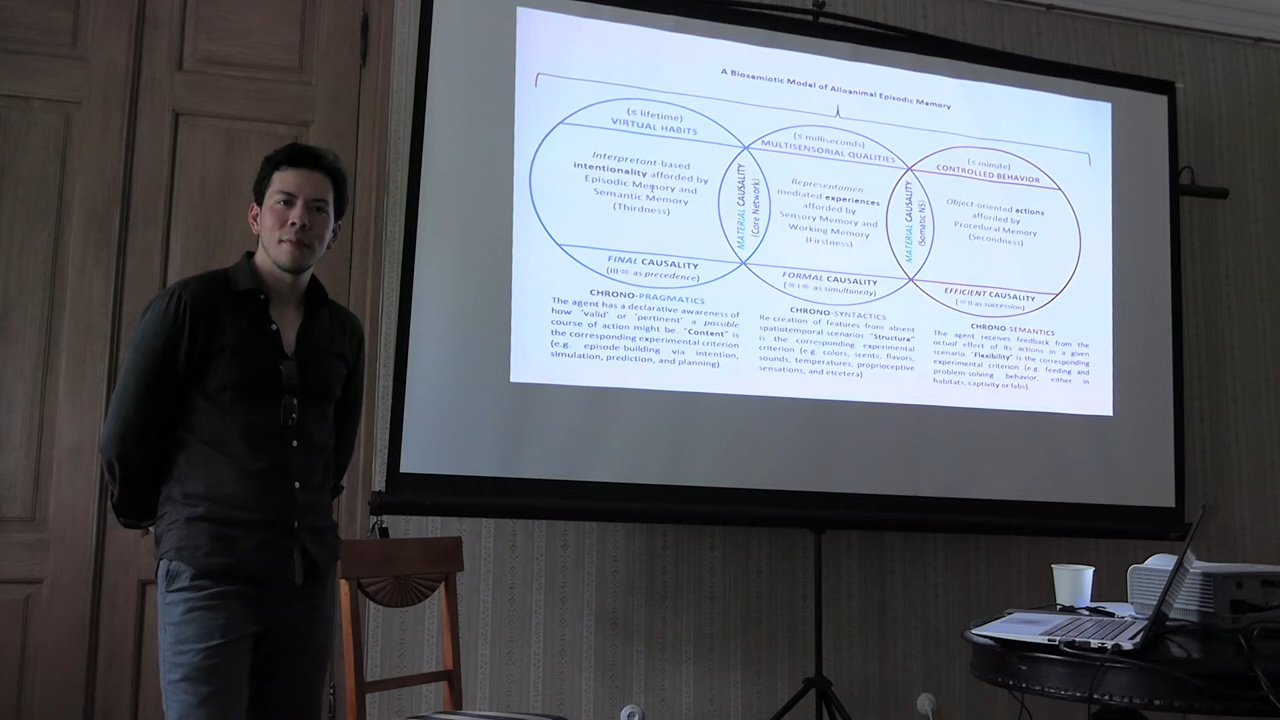 A Biosemiotic Model of Alloanimal Episodic Memory
(≤ lifetime)
VIRTUAL HABITS
Interpretant-based
intentionality afforded by
Episodic Memory and
Semantic Memory
(Thirdness)
FINAL CAUSALITY
as precedence)
MATERIAL CAUSALITY
(Core Network)
(≤ milliseconds)
MULTISENSORIAL QUALITIES
Representamen-
mediated experiences
afforded by
Sensory Memory and
Working Memory
(Firstness)
FORMAL CAUSALITY
as simultaneity)
MATERIAL CAUSALITY
(Somatic NS)
(≤ minute)
CONTROLLED BEHAVIOR
Object-oriented actions
afforded by
Procedural Memory
(Secondness)
EFFICIENT CAUSALITY
as succession)
CHRONO-PRAGMATICS
The agent has a declarative awareness of
how 'valid' or 'pertinent' a possible
course of action might be. "Content" is
the corresponding experimental criterion
(e.g. episode-building via intention,
simulation, prediction, and planning).
CHRONO-SYNTACTICS
Re-creation of features from absent
spatiotemporal scenarios. "Structure"
is the corresponding experimental
criterion (e.g. colors, scents, flavors,
sounds, temperatures, proprioceptive
sensations, and etcetera)
CHRONO-SEMANTICS
The agent receives feedback from the
actual effect of its actions in a given
scenario. "Flexibility" is the corresponding
experimental criterion (e.g. feeding and
problem-solving behavior, either in
habitats, captivity or labs).